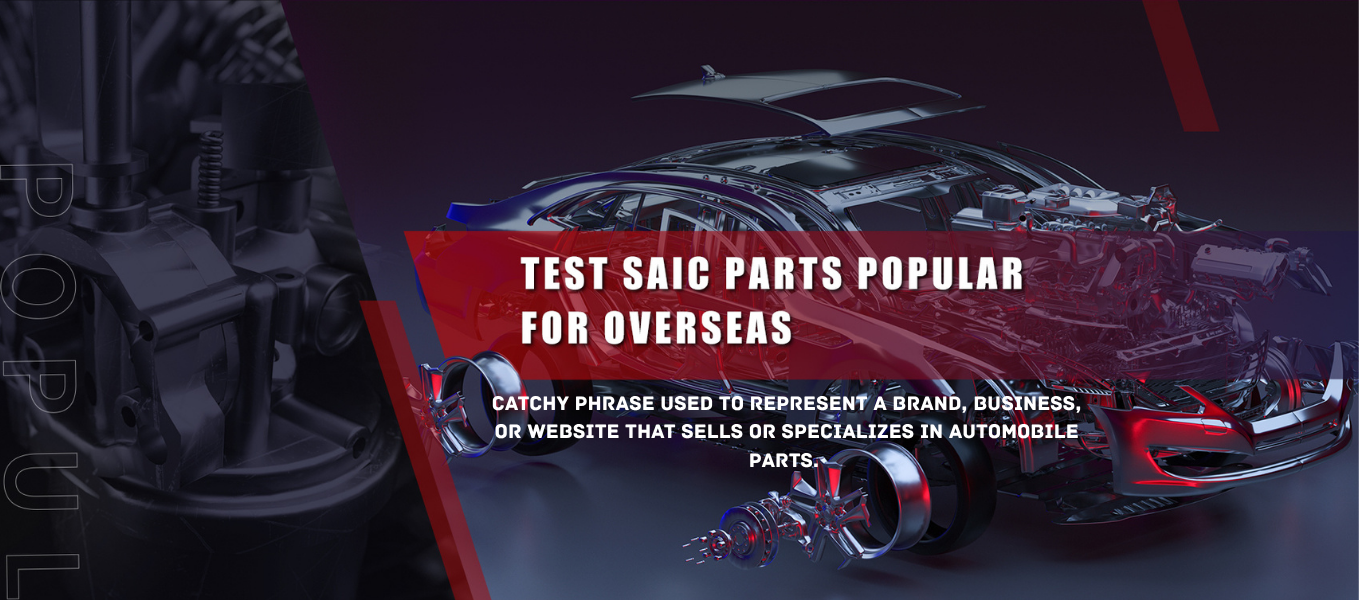 POPUL
TEST SAIC PARTS POPULAR
FOR OVERSEAS
CATCHY PHRASE USED TO REPRESENT A BRAND, BUSINESS,
OR WEBSITE THAT SELLS OR SPECIALIZES IN AUTOMOBILE
PARTS.